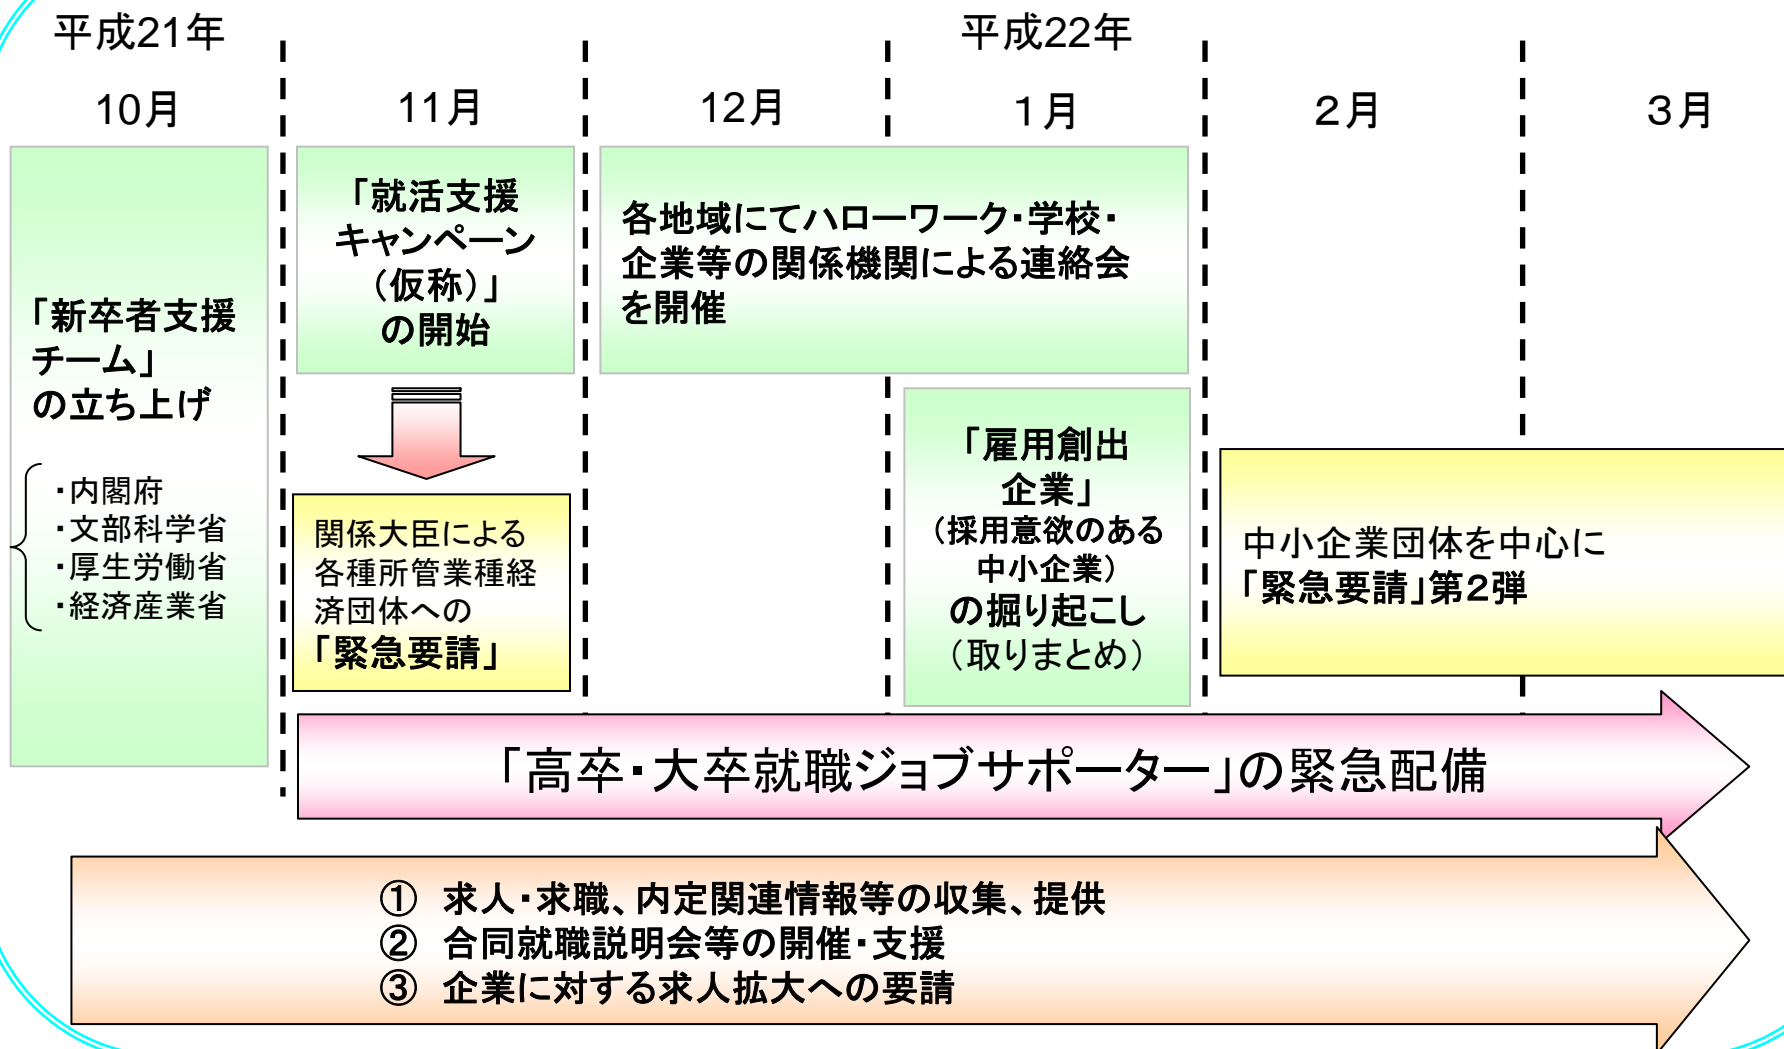 平成21年
平成22年
10月
11月
12月
1月
2月
3月
「新卒者支援
チーム」
の立ち上げ
・内閣府
・文部科学省
・厚生労働省
・経済産業省
「就活支援
キャンペーン
（仮称）」
の開始
関係大臣による
各種所管業種経
済団体への
「緊急要請」
各地域にてハローワーク・学校・
企業等の関係機関による連絡会
を開催
「雇用創出
企業」
（採用意欲のある
中小企業）
の掘り起こし
（取りまとめ）
中小企業団体を中心に
「緊急要請」第2弾
「高卒・大卒就職ジョブサポーター」の緊急配備
① 求人・求職、内定関連情報等の収集、提供
② 合同就職説明会等の開催・支援
③ 企業に対する求人拡大への要請